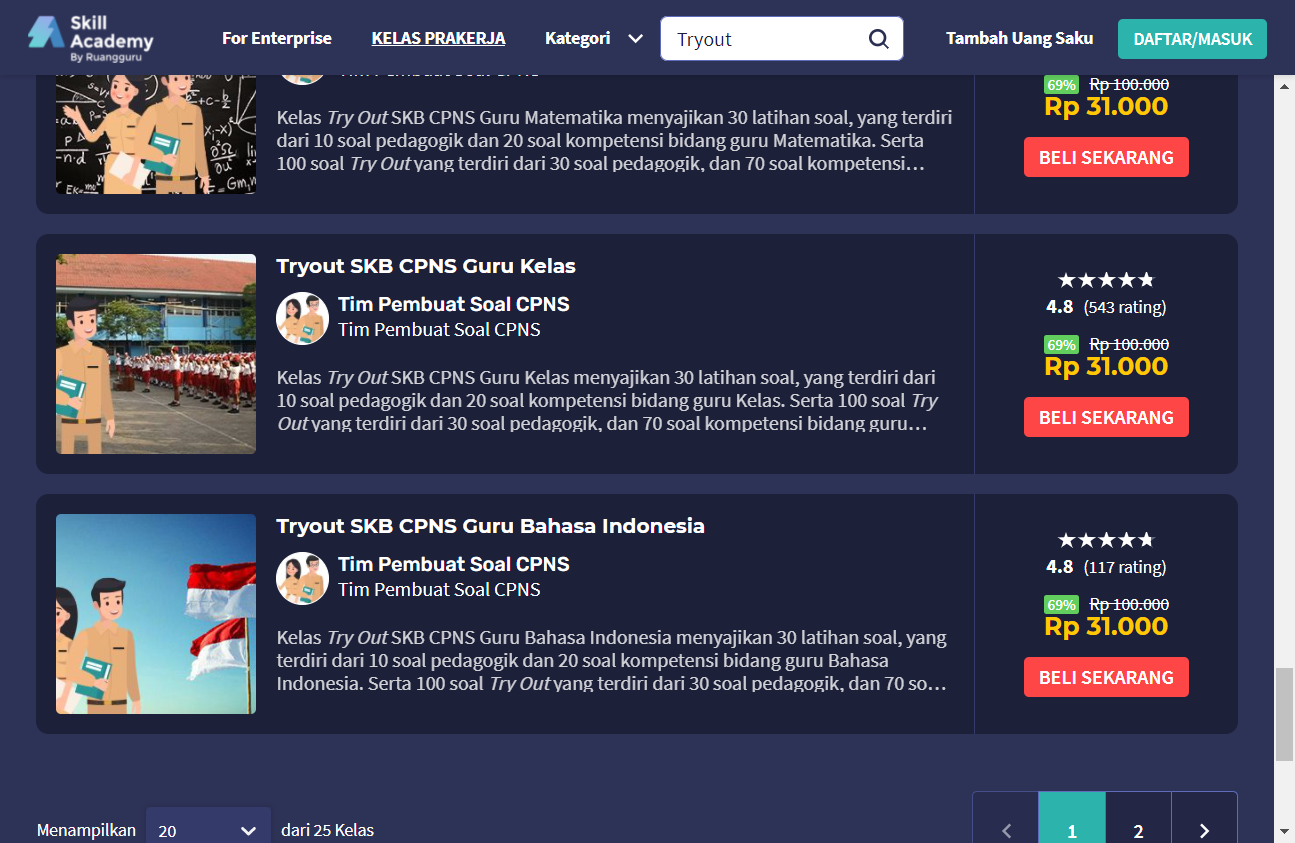 Skill
Academy
By Ruangguru
For Enterprise
KELAS PRAKERJA
Kategori
Tryout
Tambah Uang Saku
DAFTAR/MASUK
Kelas Try Out SKB CPNS Guru Matematika menyajikan 30 latihan soal, yang terdiri
dari 10 soal pedagogik dan 20 soal kompetensi bidang guru Matematika. Serta
100 soal Try Out yang terdiri dari 30 soal pedagogik, dan 70 soal kompetensi…
69% Rp 100.000
Rp 31.000
BELI SEKARANG
Tryout SKB CPNS Guru Kelas
Tim Pembuat Soal CPNS
Tim Pembuat Soal CPNS
Kelas Try Out SKB CPNS Guru Kelas menyajikan 30 latihan soal, yang terdiri dari
10 soal pedagogik dan 20 soal kompetensi bidang guru Kelas. Serta 100 soal Try
Out yang terdiri dari 30 soal pedagogik, dan 70 soal kompetensi bidang guru…
4.8 (543 rating)
69% Rp 100.000
Rp 31.000
BELI SEKARANG
Tryout SKB CPNS Guru Bahasa Indonesia
Tim Pembuat Soal CPNS
Tim Pembuat Soal CPNS
Kelas Try Out SKB CPNS Guru Bahasa Indonesia menyajikan 30 latihan soal, yang
terdiri dari 10 soal pedagogik dan 20 soal kompetensi bidang guru Bahasa
Indonesia. Serta 100 soal Try Out yang terdiri dari 30 soal pedagogik, dan 70 so…
4.8 (117 rating)
69% Rp 100.000
Rp 31.000
BELI SEKARANG
Menampilkan 20 dari 25 Kelas
< 1 2 >